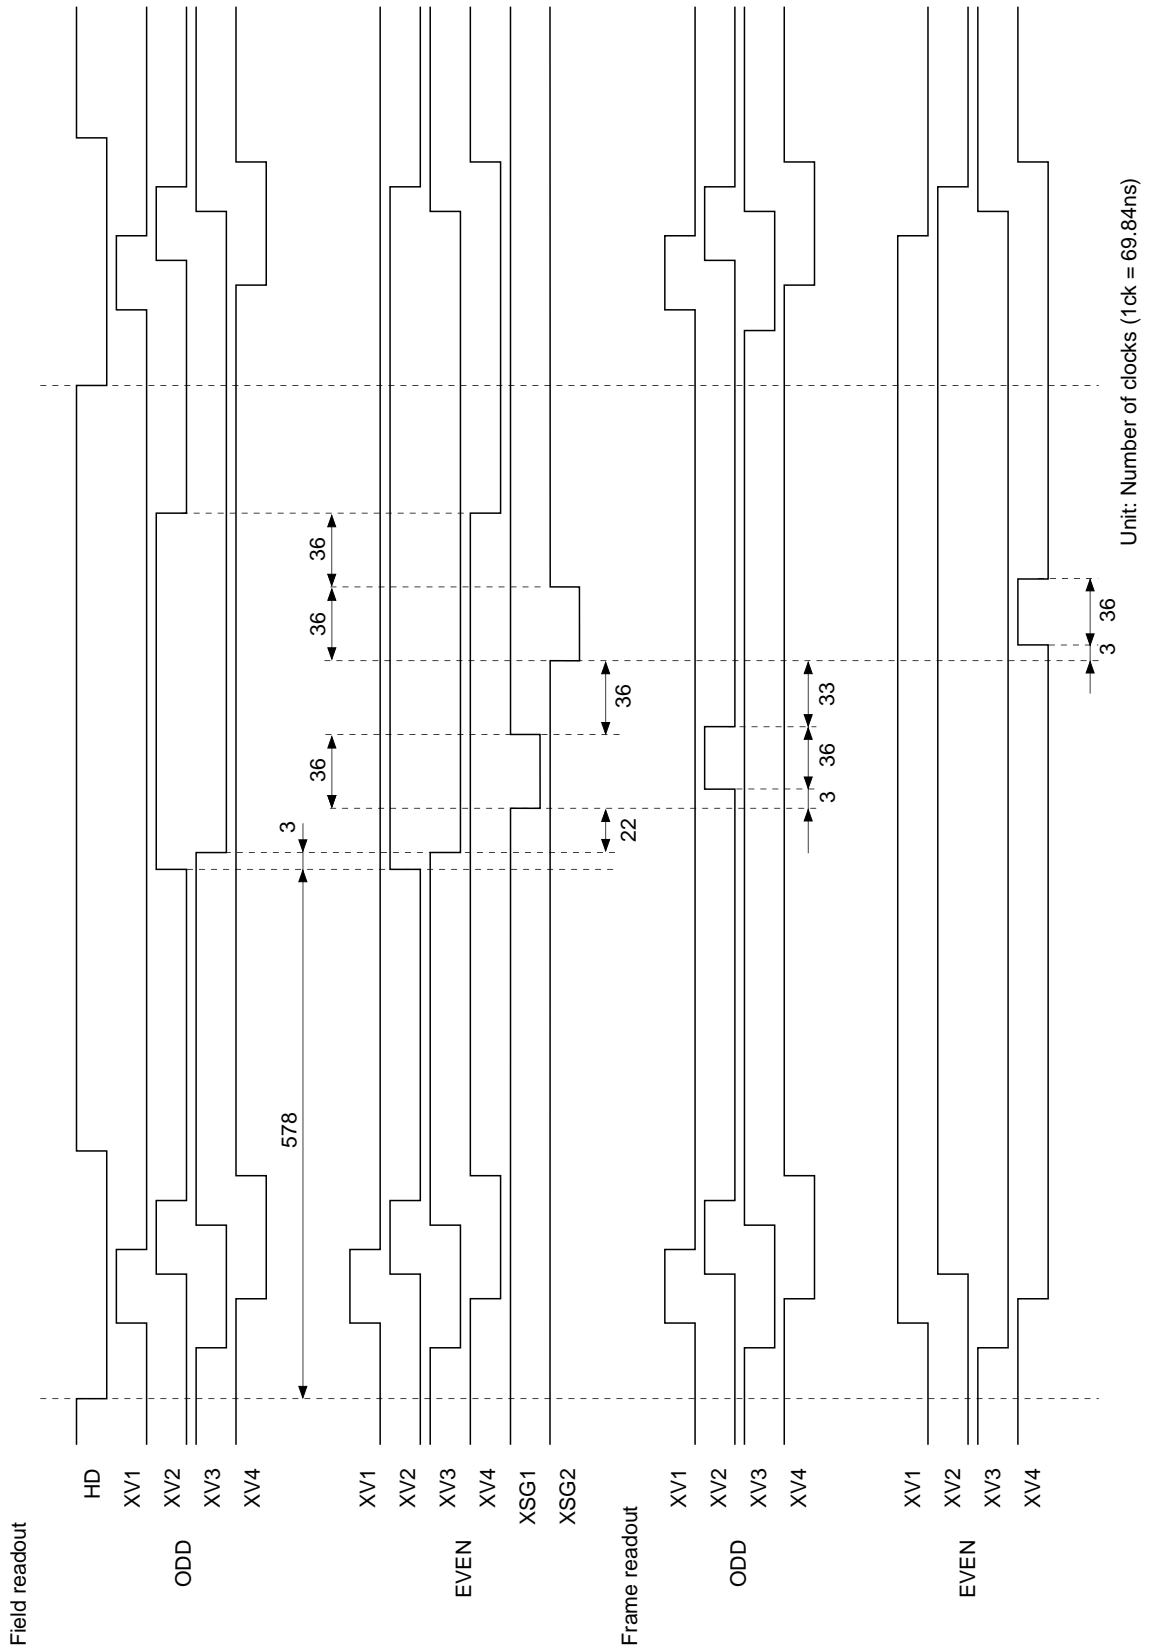 Field readout
HD
XV1
XV2
XV3
XV4
ODD
578
3
36
36
36
XV1
XV2
XV3
XV4
XSG1
XSG2
EVEN
22
36
Frame readout
XV1
XV2
XV3
XV4
ODD
3
36
33
XV1
XV2
XV3
XV4
EVEN
3
36
Unit: Number of clocks (1ck = 69.84ns)